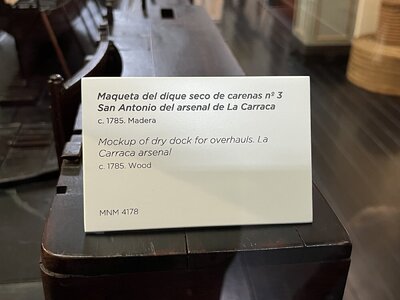 Maqueta del dique seco de carenas nº 3
San Antonio del arsenal de La Carraca
c. 1785. Madera
Mockup of dry dock for overhauls. La
Carraca arsenal
c. 1785. Wood
MNM 4178